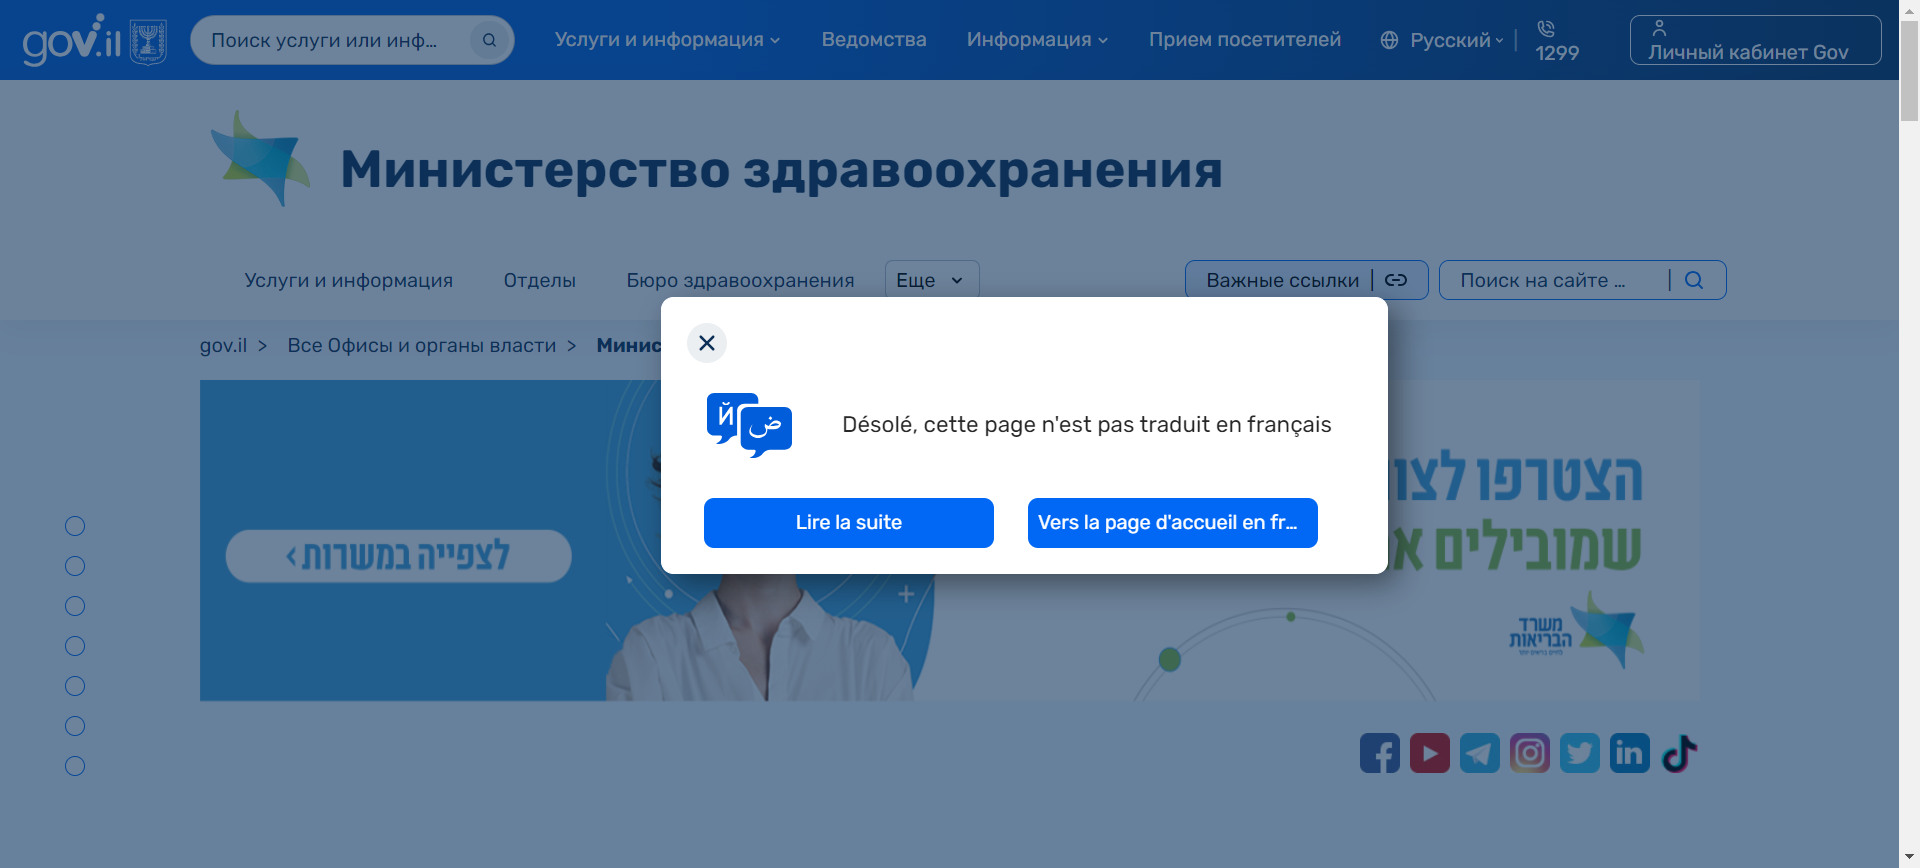 gov.il
Поиск услуги или инф...
Услуги и информация
Ведомства
Информация
Прием посетителей
Русский
1299
Личный кабинет Gov
Министерство здравоохранения
Услуги и информация
Отделы
Бюро здравоохранения
Еще
Важные ссылки
Поиск на сайте ...
gov.il > Все Офисы и органы власти >
Désolé, cette page n'est pas traduit en français
Lire la suite
Vers la page d'accueil en fr...
לצפייה במשרות
הצטרפו
שמובילים
משרד
הבריאות